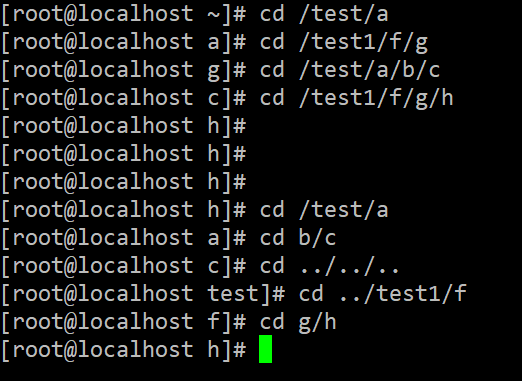 [root@localhost ~]# cd /test/a
[root@localhost a]# cd /test1/f/g
[root@localhost g]# cd /test/a/b/c
[root@localhost c]# cd /test1/f/g/h
[root@localhost h]#
[root@localhost h]#
[root@localhost h]#
[root@localhost h]# cd /test/a
[root@localhost a]# cd b/c
[root@localhost c]# cd ../../..
[root@localhost test]# cd ../test1/f
[root@localhost f]# cd g/h
[root@localhost h]#